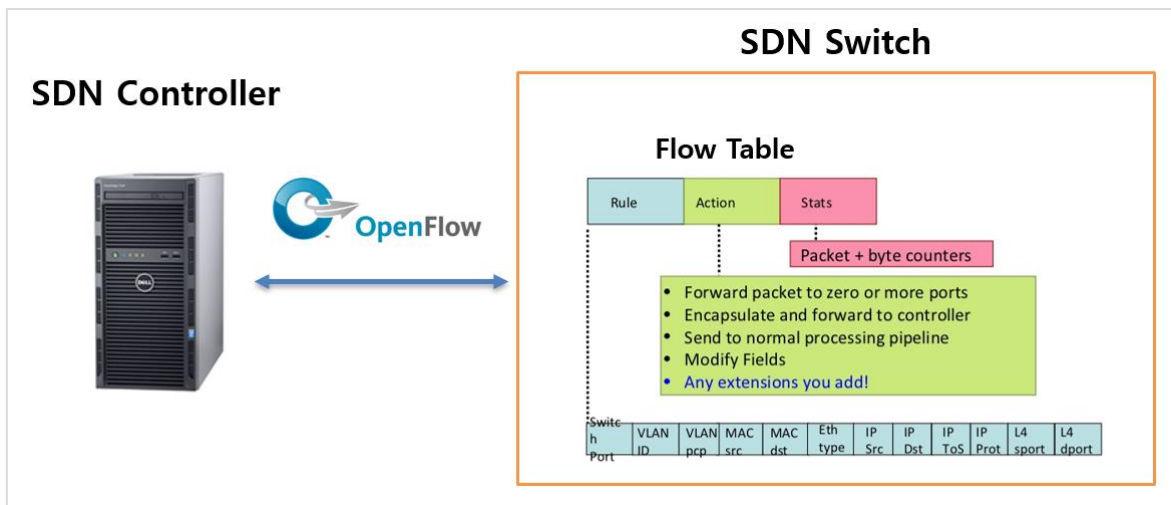 SDN Switch
SDN Controller
Flow Table
OpenFlow
™
DELL
Rule Action Stats
Packet + byte counters
• Forward packet to zero or more ports
• Encapsulate and forward to controller
• Send to normal processing pipeline
• Modify Fields
• Any extensions you add!
Switc
h
Port
VLAN
ID
VLAN
pcp
MAC
src
MAC
dst
Eth
type
IP
Src
IP
Dst
IP
ToS
IP
Prot
L4
sport
L4
dport